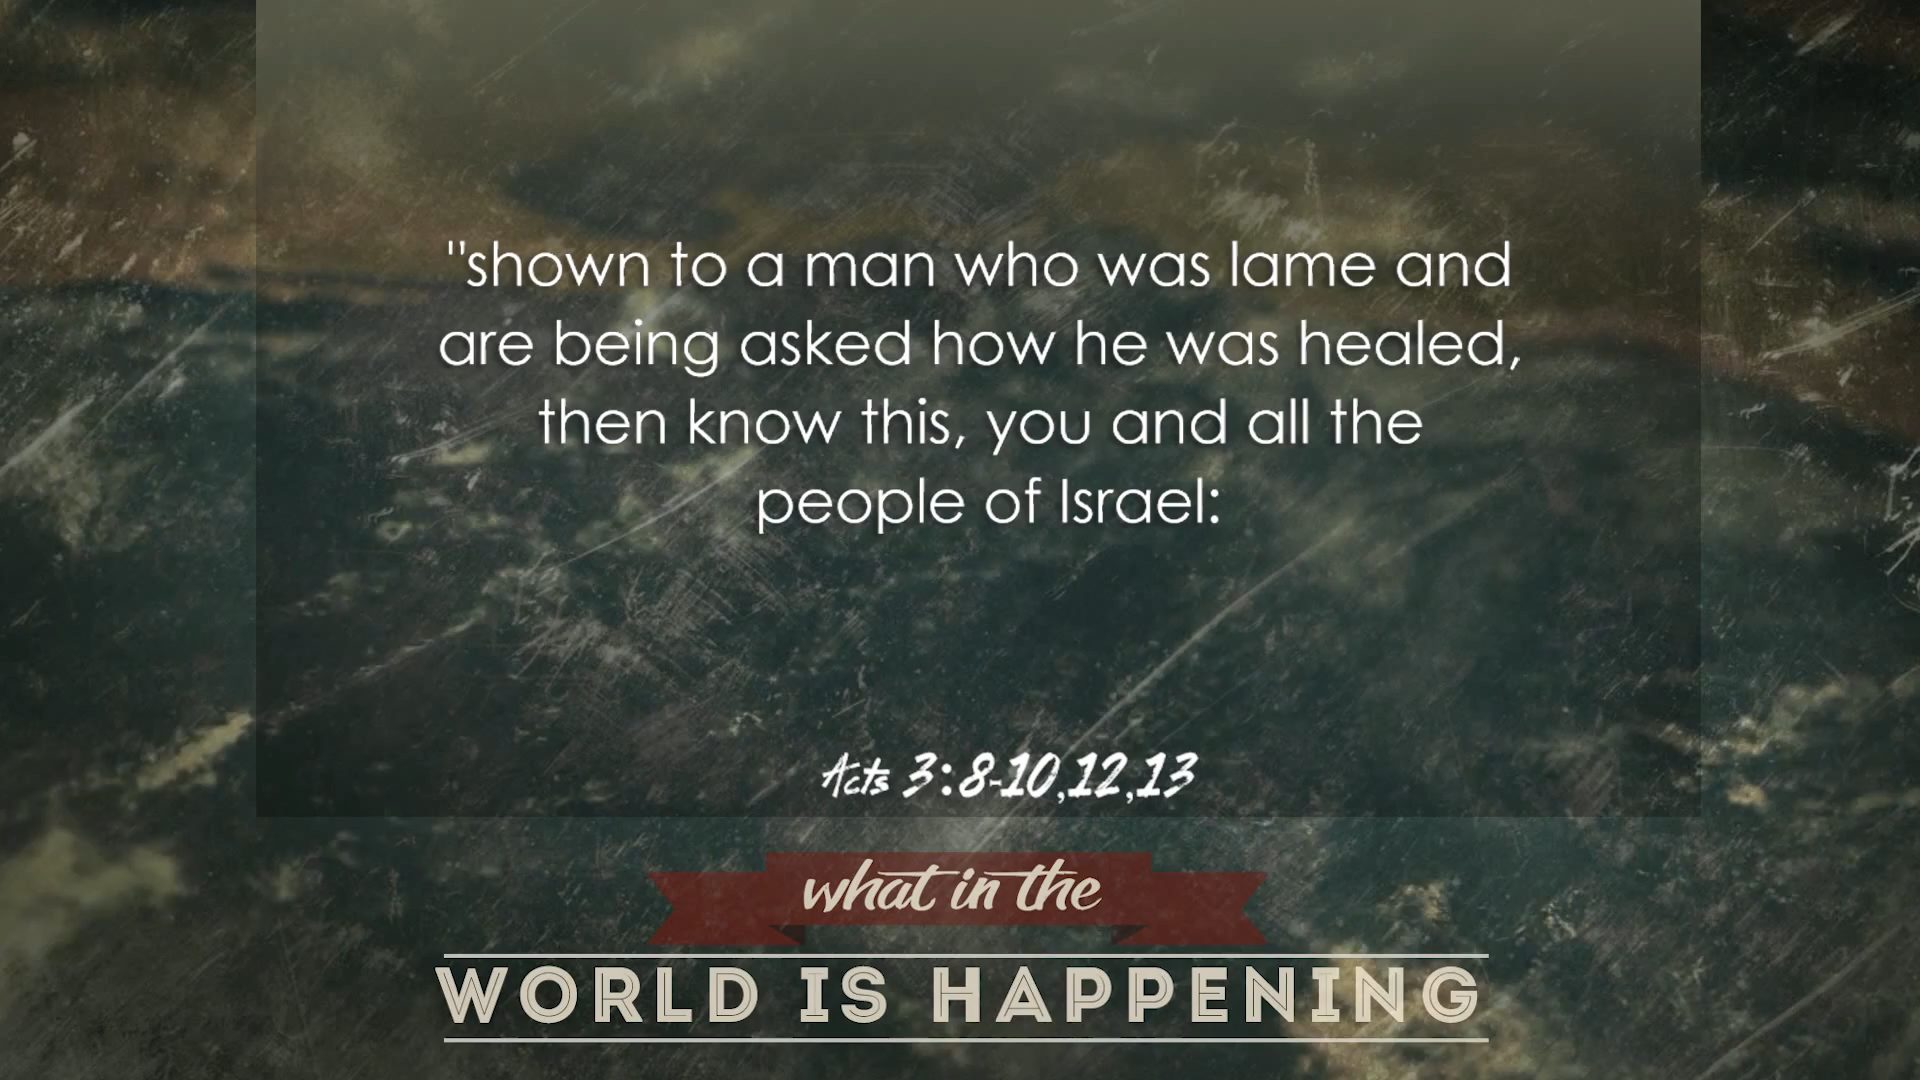 "shown to a man who was lame and
are being asked how he was healed,
then know this, you and all the
people of Israel:
Acts 3:8-10,12,13
what in the
WORLD IS HAPPENING